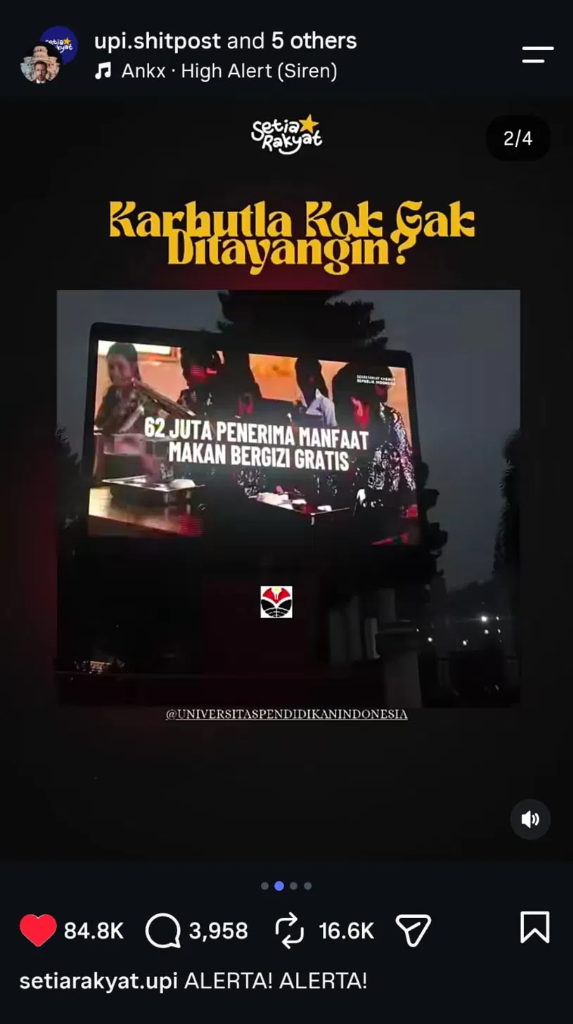 upi.shitpost and 5 others
Ankx · High Alert (Siren)
Setia
Rakyat
2/4
Karhutla Kok Gak
Ditayangin?
62 JUTA PENERIMA MANFAAT
MAKAN BERGIZI GRATIS
@UNIVERSITASPENDIDIKANINDONESIA
84.8K 3,958 16.6K
setiarakyat.upi ALERTA! ALERTA!